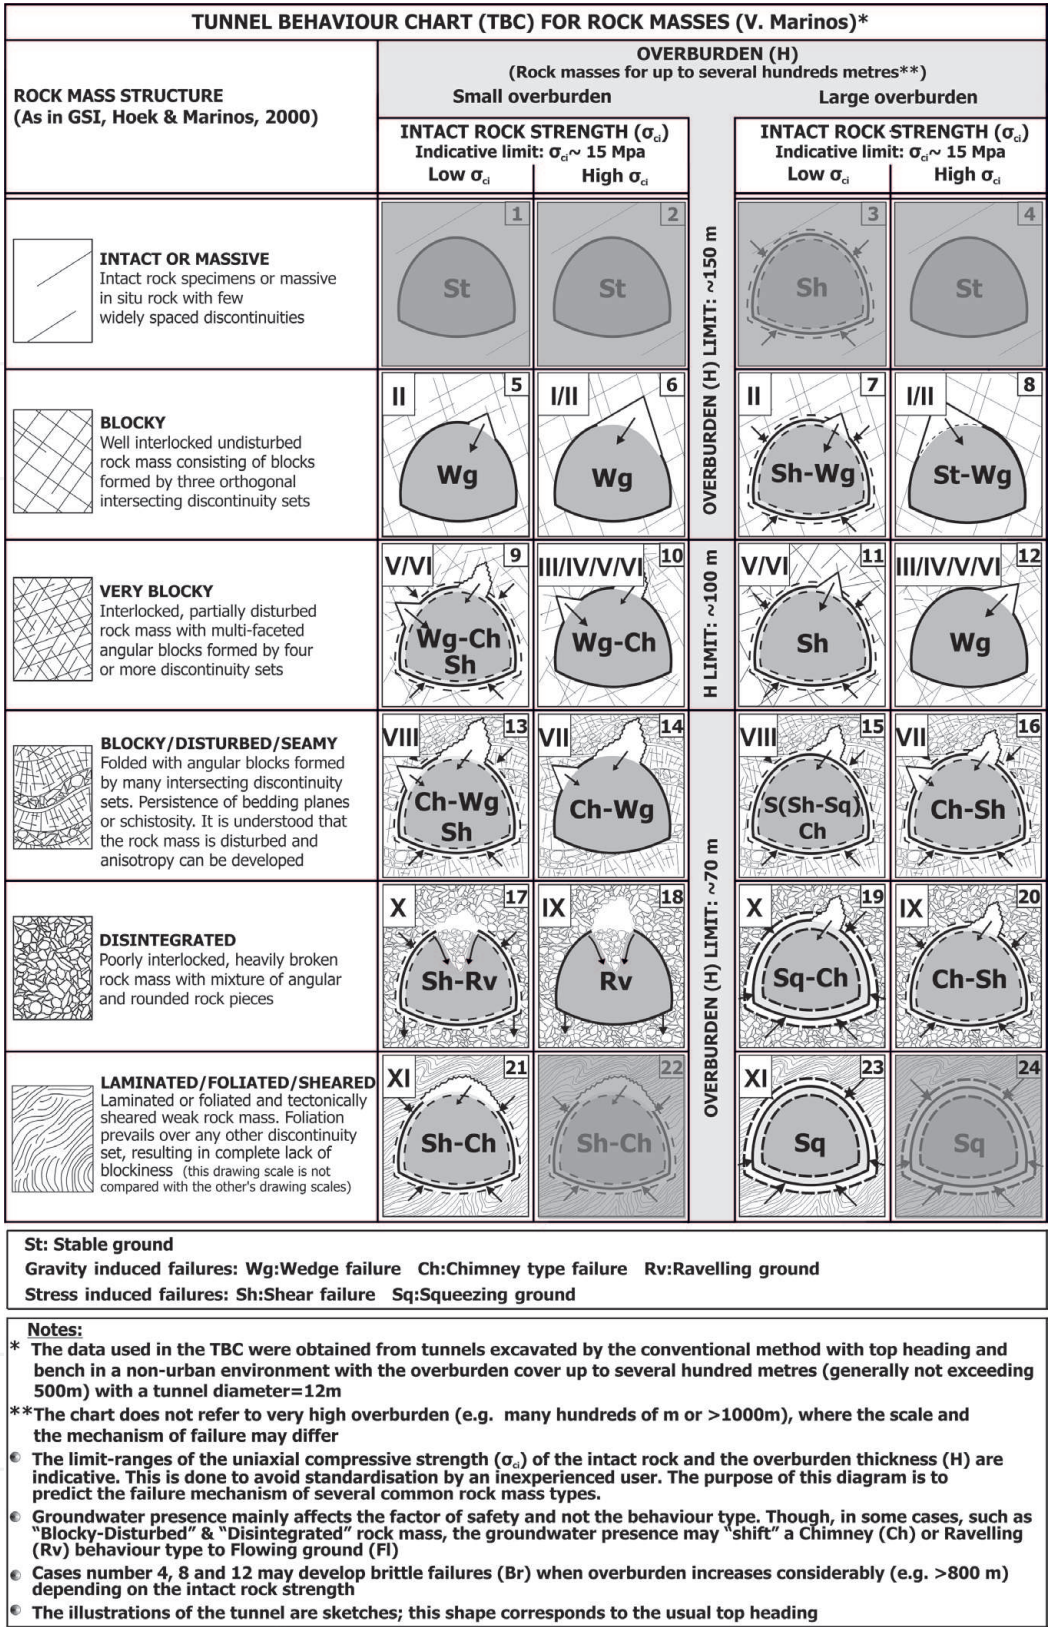 TUNNEL BEHAVIOUR CHART (TBC) FOR ROCK MASSES (V. Marinos)*
ROCK MASS STRUCTURE
(As in GSI, Hoek & Marinos, 2000)
OVERBURDEN (H)
(Rock masses for up to several hundreds metres**)
Small overburden
Large overburden
INTACT ROCK STRENGTH (σci)
Indicative limit: σci~ 15 Mpa
Low σci
High σci
INTACT ROCK STRENGTH (σci)
Indicative limit: σci~ 15 Mpa
Low σci
High σci
OVERBURDEN (H) LIMIT: ~150 m
H LIMIT: ~100 m
OVERBURDEN (H) LIMIT: ~70 m
INTACT OR MASSIVE
Intact rock specimens or massive
in situ rock with few
widely spaced discontinuities
1
St
2
St
3
Sh
4
St
BLOCKY
Well interlocked undisturbed
rock mass consisting of blocks
formed by three orthogonal
intersecting discontinuity sets
II
5
Wg
I/II
6
Wg
II
7
Sh-Wg
I/II
8
St-Wg
VERY BLOCKY
Interlocked, partially disturbed
rock mass with multi-faceted
angular blocks formed by four
or more discontinuity sets
V/VI
9
Wg-Ch
Sh
III/IV/V/VI
10
Wg-Ch
V/VI
11
Sh
III/IV/V/VI
12
Wg
BLOCKY/DISTURBED/SEAMY
Folded with angular blocks formed
by many intersecting discontinuity
sets. Persistence of bedding planes
or schistosity. It is understood that
the rock mass is disturbed and
anisotropy can be developed
VIII
13
Ch-Wg
Sh
VII
14
Ch-Wg
VIII
15
S(Sh-Sq)
Ch
VII
16
Ch-Sh
DISINTEGRATED
Poorly interlocked, heavily broken
rock mass with mixture of angular
and rounded rock pieces
X
17
Sh-Rv
IX
18
Rv
X
19
Sq-Ch
IX
20
Ch-Sh
LAMINATED/FOLIATED/SHEARED
Laminated or foliated and tectonically
sheared weak rock mass. Foliation
prevails over any other discontinuity
set, resulting in complete lack of
blockiness (this drawing scale is not
compared with the other's drawing scales)
XI
21
Sh-Ch
22
Sh-Ch
XI
23
Sq
24
Sq
St: Stable ground
Gravity induced failures: Wg:Wedge failure Ch:Chimney type failure Rv:Ravelling ground
Stress induced failures: Sh:Shear failure Sq:Squeezing ground
Notes:
* The data used in the TBC were obtained from tunnels excavated by the conventional method with top heading and
bench in a non-urban environment with the overburden cover up to several hundred metres (generally not exceeding
500m) with a tunnel diameter=12m
**The chart does not refer to very high overburden (e.g. many hundreds of m or >1000m), where the scale and
the mechanism of failure may differ
The limit-ranges of the uniaxial compressive strength (σci) of the intact rock and the overburden thickness (H) are
indicative. This is done to avoid standardisation by an inexperienced user. The purpose of this diagram is to
predict the failure mechanism of several common rock mass types.
Groundwater presence mainly affects the factor of safety and not the behaviour type. Though, in some cases, such as
"Blocky-Disturbed" & "Disintegrated" rock mass, the groundwater presence may "shift" a Chimney (Ch) or Ravelling
(Rv) behaviour type to Flowing ground (Fl)
Cases number 4, 8 and 12 may develop brittle failures (Br) when overburden increases considerably (e.g. >800 m)
depending on the intact rock strength
The illustrations of the tunnel are sketches; this shape corresponds to the usual top heading